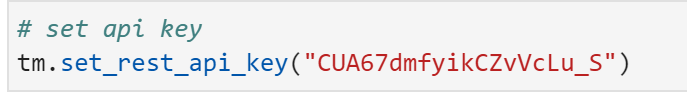 # set api key
tm.set_rest_api_key("CUA67dmfyikCZvVcLu_S")